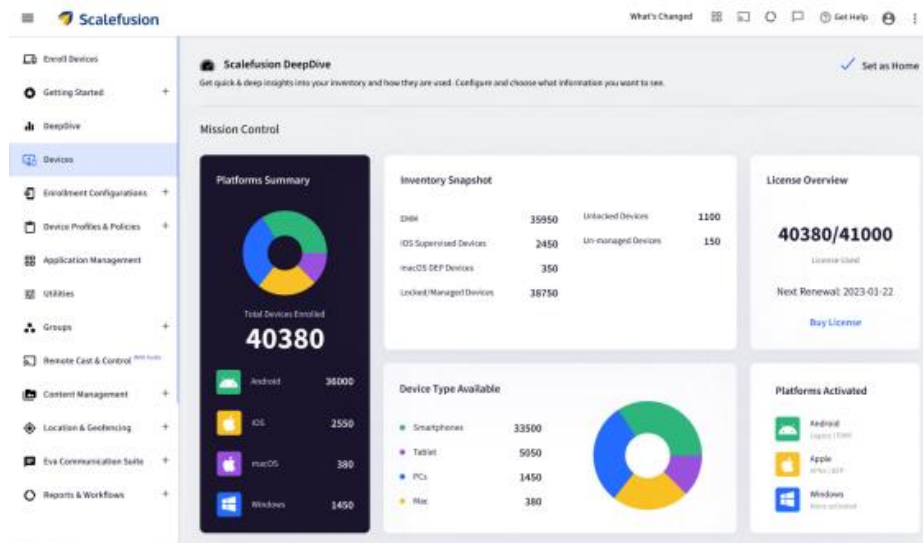 Scalefusion
What's Changed
Get Help
Enroll Devices
Getting Started +
DeepDive
Devices
Enrollment Configurations +
Device Profiles & Policies +
Application Management
Utilities
Groups +
Remote Cast & Control
Content Management +
Location & Geofencing +
Eva Communication Suite +
Reports & Workflows +
Scalefusion DeepDive
Get quick & deep insights into your inventory and how they are used. Configure and choose what information you want to see.
Set as Home
Mission Control
Platforms Summary
Total Devices Enrolled
40380
Android 36000
iOS 2550
macOS 380
Windows 1450
Inventory Snapshot
EMM 35950
iOS Supervised Devices 2450
macOS DEP Devices 350
Locked/Managed Devices 38750
Unlocked Devices 1100
Un-managed Devices 150
License Overview
40380/41000
License Used
Next Renewal: 2023-01-22
Buy License
Device Type Available
Smartphones 33500
Tablet 5050
PCs 1450
Mac 380
Platforms Activated
Android
Legacy | EMM
Apple
APNs | DEP
Windows